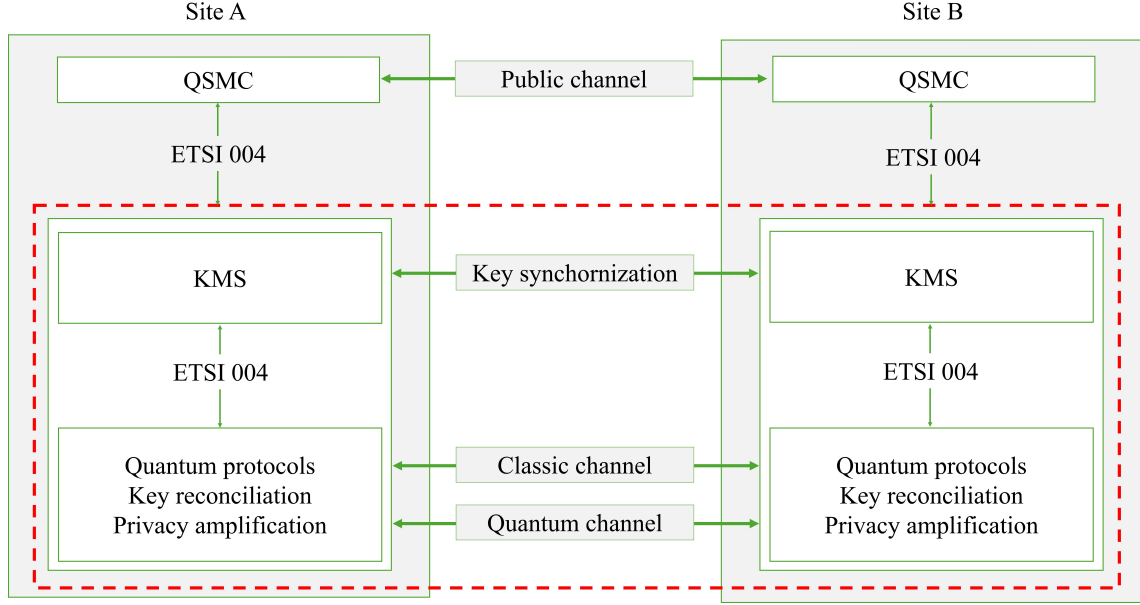 Site A
Site B
QSMC
Public channel
QSMC
ETSI 004
ETSI 004
KMS
Key synchornization
KMS
ETSI 004
ETSI 004
Quantum protocols
Key reconciliation
Privacy amplification
Classic channel
Quantum channel
Quantum protocols
Key reconciliation
Privacy amplification